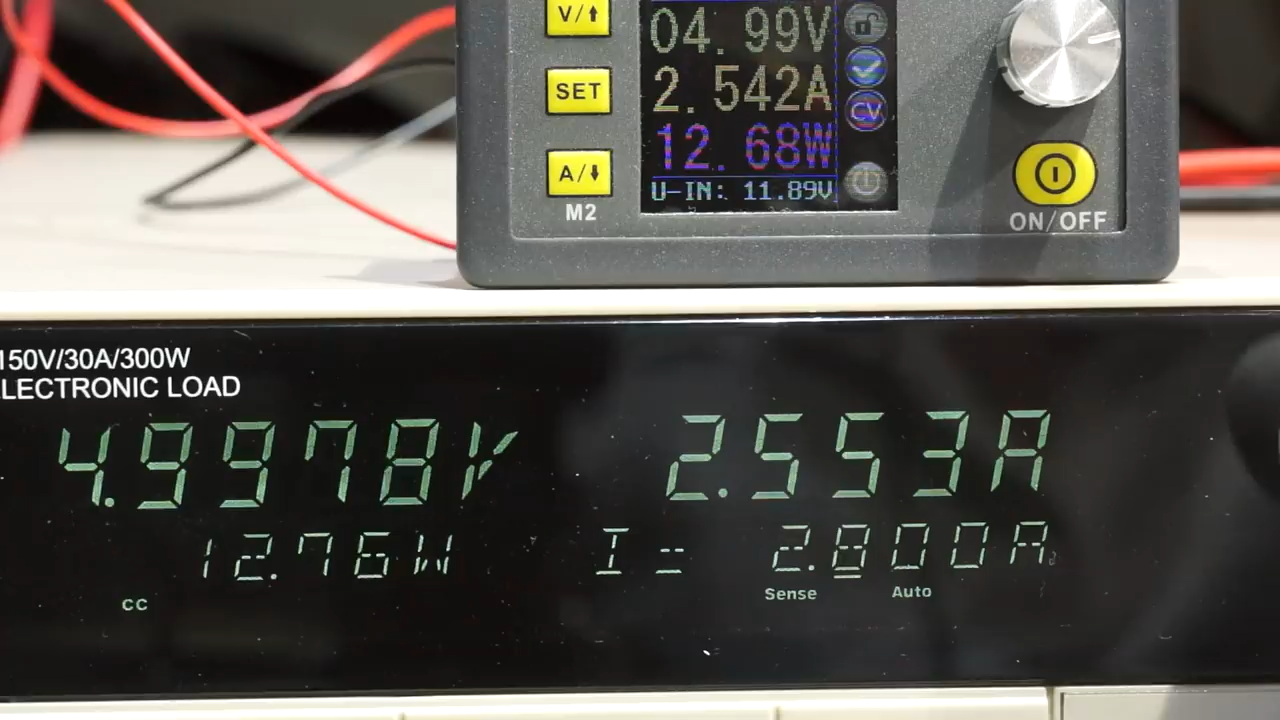 V/⬆
04.99V
SET
2.542A
CV
12.68W
A/⬇
U-IN: 11.89V
M2
ON/OFF
150V/30A/300W
ELECTRONIC LOAD
4.9978V 2.553A
12.76W I = 2.800A
Sense Auto
CC